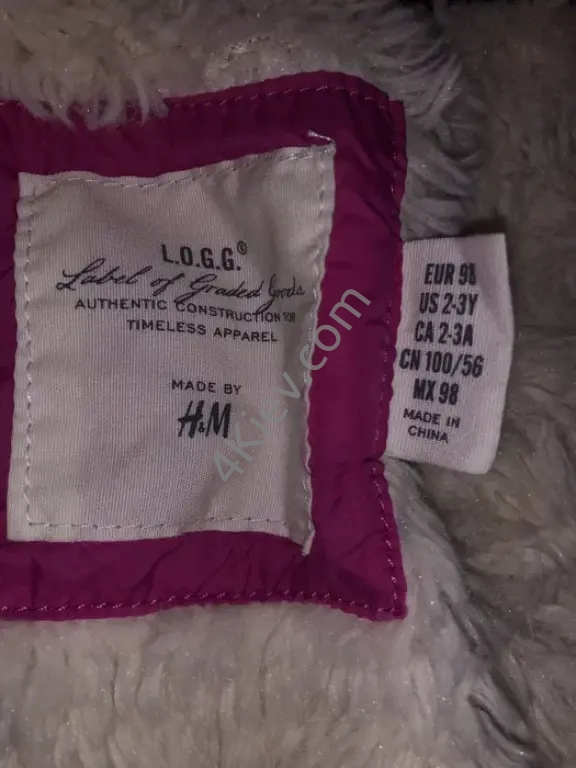 L.O.G.G.®
Label of Graded Goods
AUTHENTIC CONSTRUCTION FOR
TIMELESS APPAREL
MADE BY
H&M
EUR 98
US 2-3Y
CA 2-3A
CN 100/56
MX 98
MADE IN
CHINA
4Kiev.com